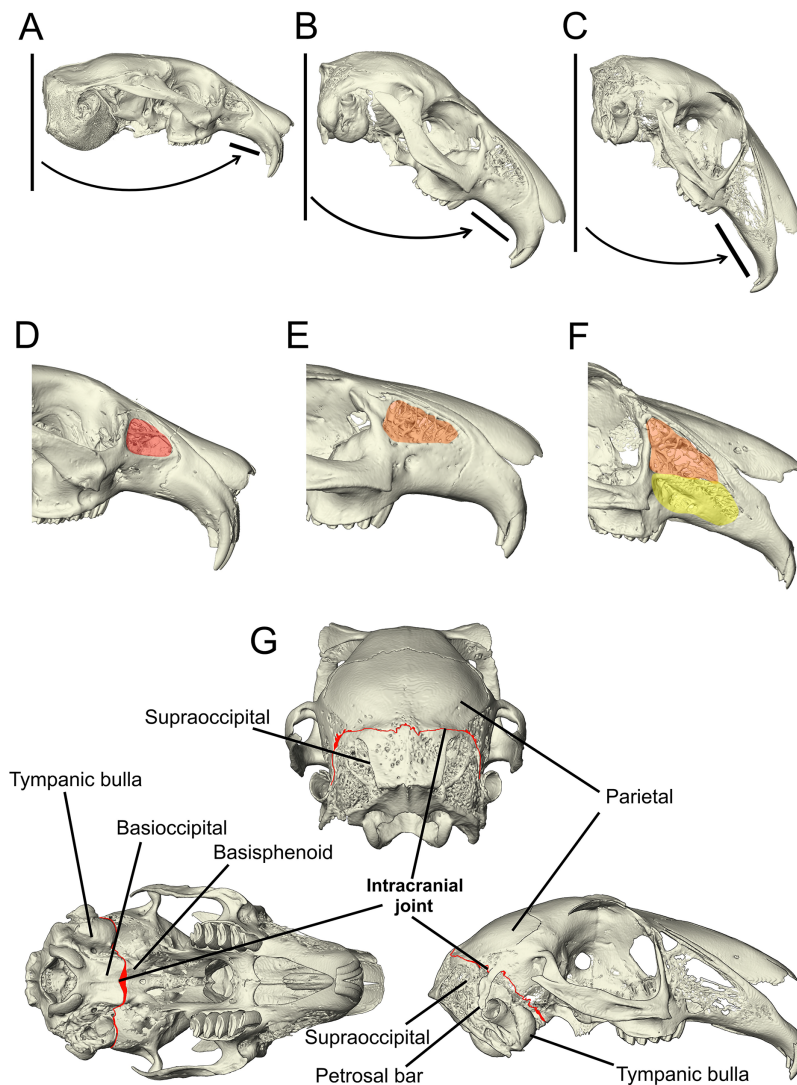 A
B
C
D
E
F
G
Supraoccipital
Tympanic bulla
Basioccipital
Basisphenoid
Parietal
Intracranial
joint
Supraoccipital
Petrosal bar
Tympanic bulla